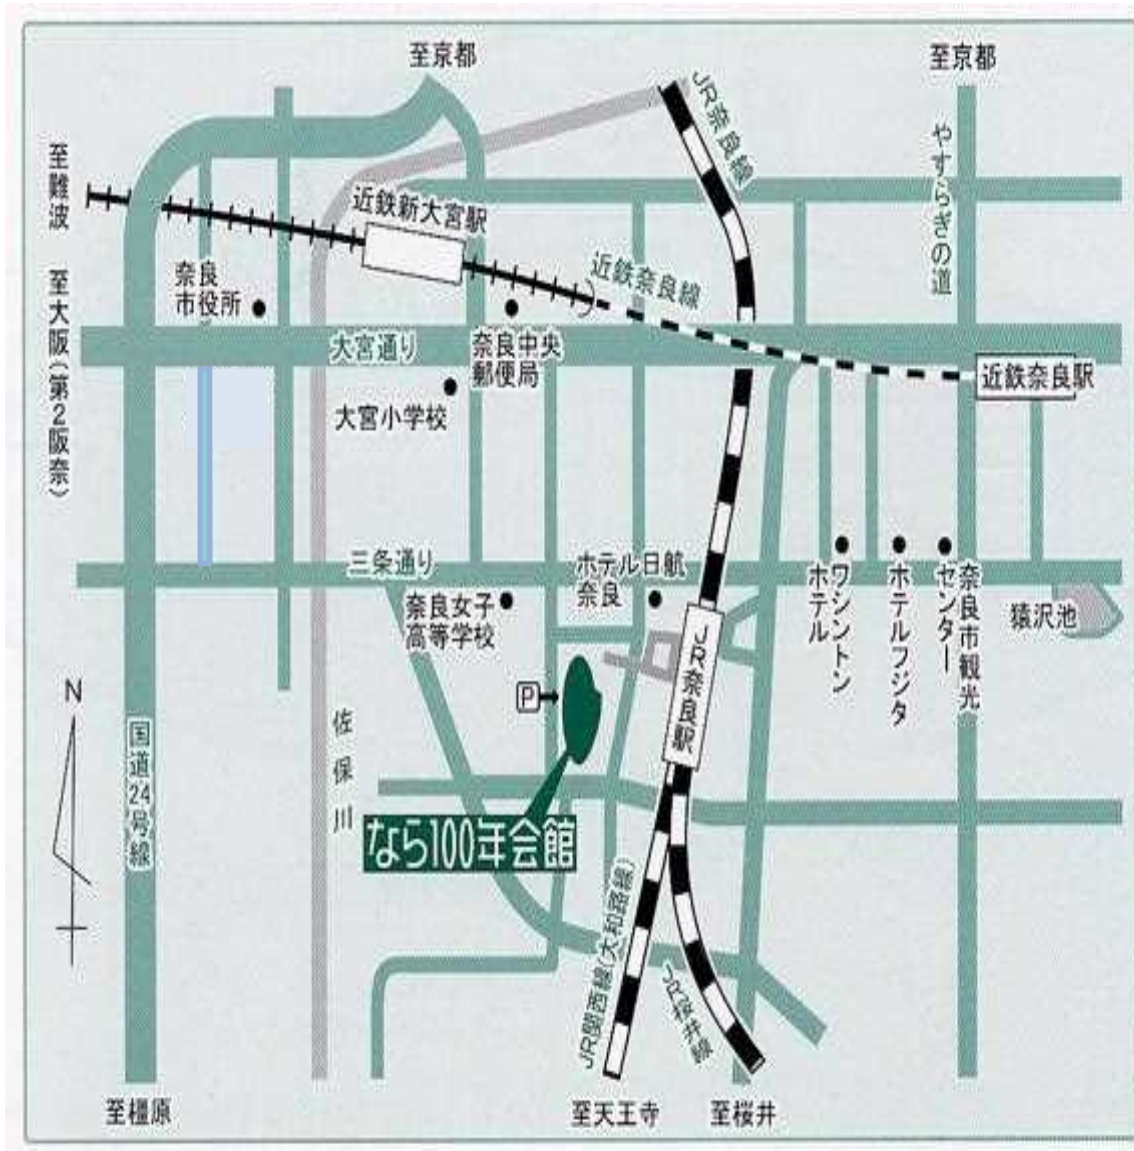 至京都
至京都
JR奈良線
やすらぎの道
至難波
近鉄新大宮駅
近鉄奈良線
奈良
市役所
至大阪(第2阪奈)
大宮通り
奈良中央
郵便局
近鉄奈良駅
大宮小学校
三条通り
ホテル日航
奈良
奈良女子
高等学校
ワシントン
ホテル
ホテルフジタ
奈良市観光
センター
猿沢池
N
P
JR奈良駅
国道24号線
佐保川
なら100年会館
JR関西線(大和路線)
JR桜井線
至橿原
至天王寺
至桜井